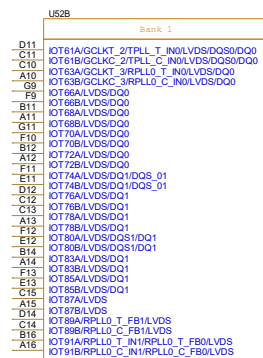 U52B
Bank 1
D11 IOT61A/GCLKT_2/TPLL_T_IN0/LVDS/DQS0/DQ0
C11 IOT61B/GCLKC_2/TPLL_C_IN0/LVDS/DQS0/DQ0
C10 IOT63A/GCLKT_3/RPLL0_T_IN0/LVDS/DQ0
A10 IOT63B/GCLKC_3/RPLL0_C_IN0/LVDS/DQ0
G9 IOT66A/LVDS/DQ0
F9 IOT66B/LVDS/DQ0
B11 IOT68A/LVDS/DQ0
A11 IOT68B/LVDS/DQ0
G11 IOT70A/LVDS/DQ0
F10 IOT70B/LVDS/DQ0
B12 IOT72A/LVDS/DQ0
A12 IOT72B/LVDS/DQ0
F11 IOT74A/LVDS/DQ1/DQS_01
E11 IOT74B/LVDS/DQ1/DQS_01
D12 IOT76A/LVDS/DQ1
C12 IOT76B/LVDS/DQ1
C13 IOT78A/LVDS/DQ1
A13 IOT78B/LVDS/DQ1
F12 IOT80A/LVDS/DQS1/DQ1
E12 IOT80B/LVDS/DQS1/DQ1
B14 IOT83A/LVDS/DQ1
A14 IOT83B/LVDS/DQ1
F13 IOT85A/LVDS/DQ1
E13 IOT85B/LVDS/DQ1
C15 IOT87A/LVDS
A15 IOT87B/LVDS
D14 IOT89A/RPLL0_T_FB1/LVDS
C14 IOT89B/RPLL0_C_FB1/LVDS
B16 IOT91A/RPLL0_T_IN1/RPLL0_T_FB0/LVDS
A16 IOT91B/RPLL0_C_IN1/RPLL0_C_FB0/LVDS